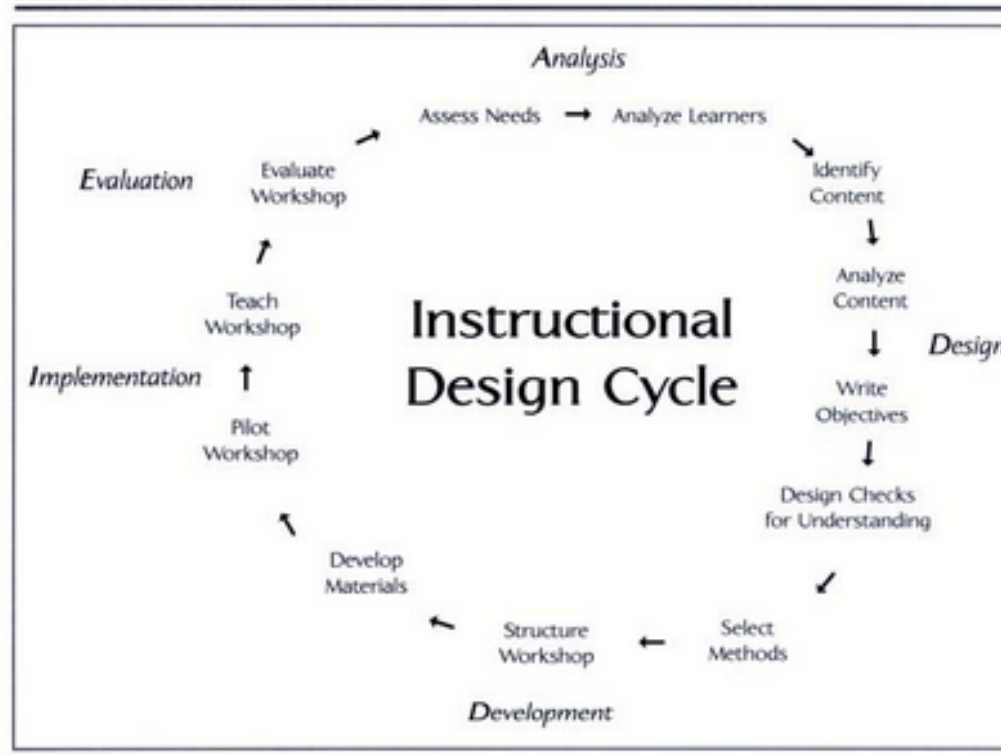 Analysis
Assess Needs → Analyze Learners
Identify
Content
Analyze
Content
Design
Write
Objectives
Design Checks
for Understanding
Select
Methods
Structure
Workshop
Development
Develop
Materials
Pilot
Workshop
Implementation
Teach
Workshop
Evaluate
Workshop
Evaluation
Instructional
Design Cycle